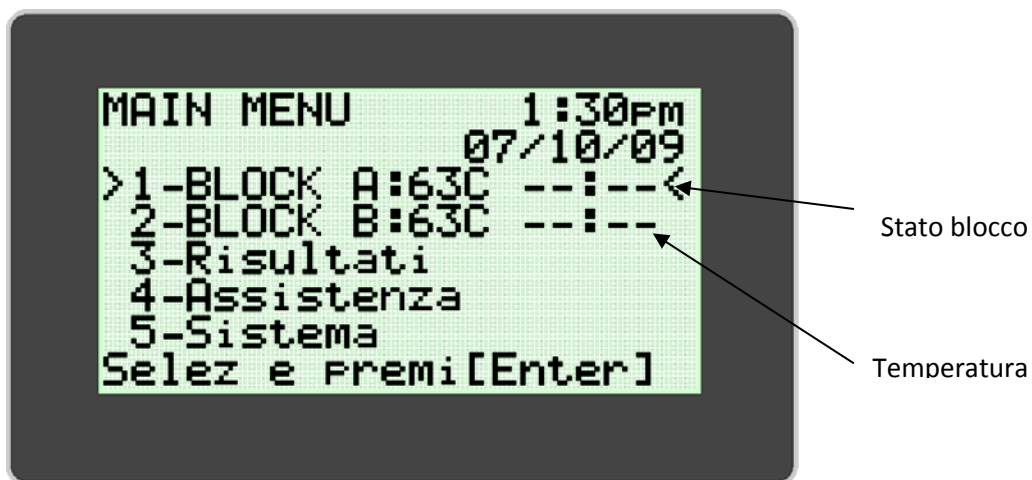 MAIN MENU 1:30pm
07/10/09
>1-BLOCK A:63C --:--<
2-BLOCK B:63C --:--
3-Risultati
4-Assistenza
5-Sistema
Selez e premi[Enter]
Stato blocco
Temperatura